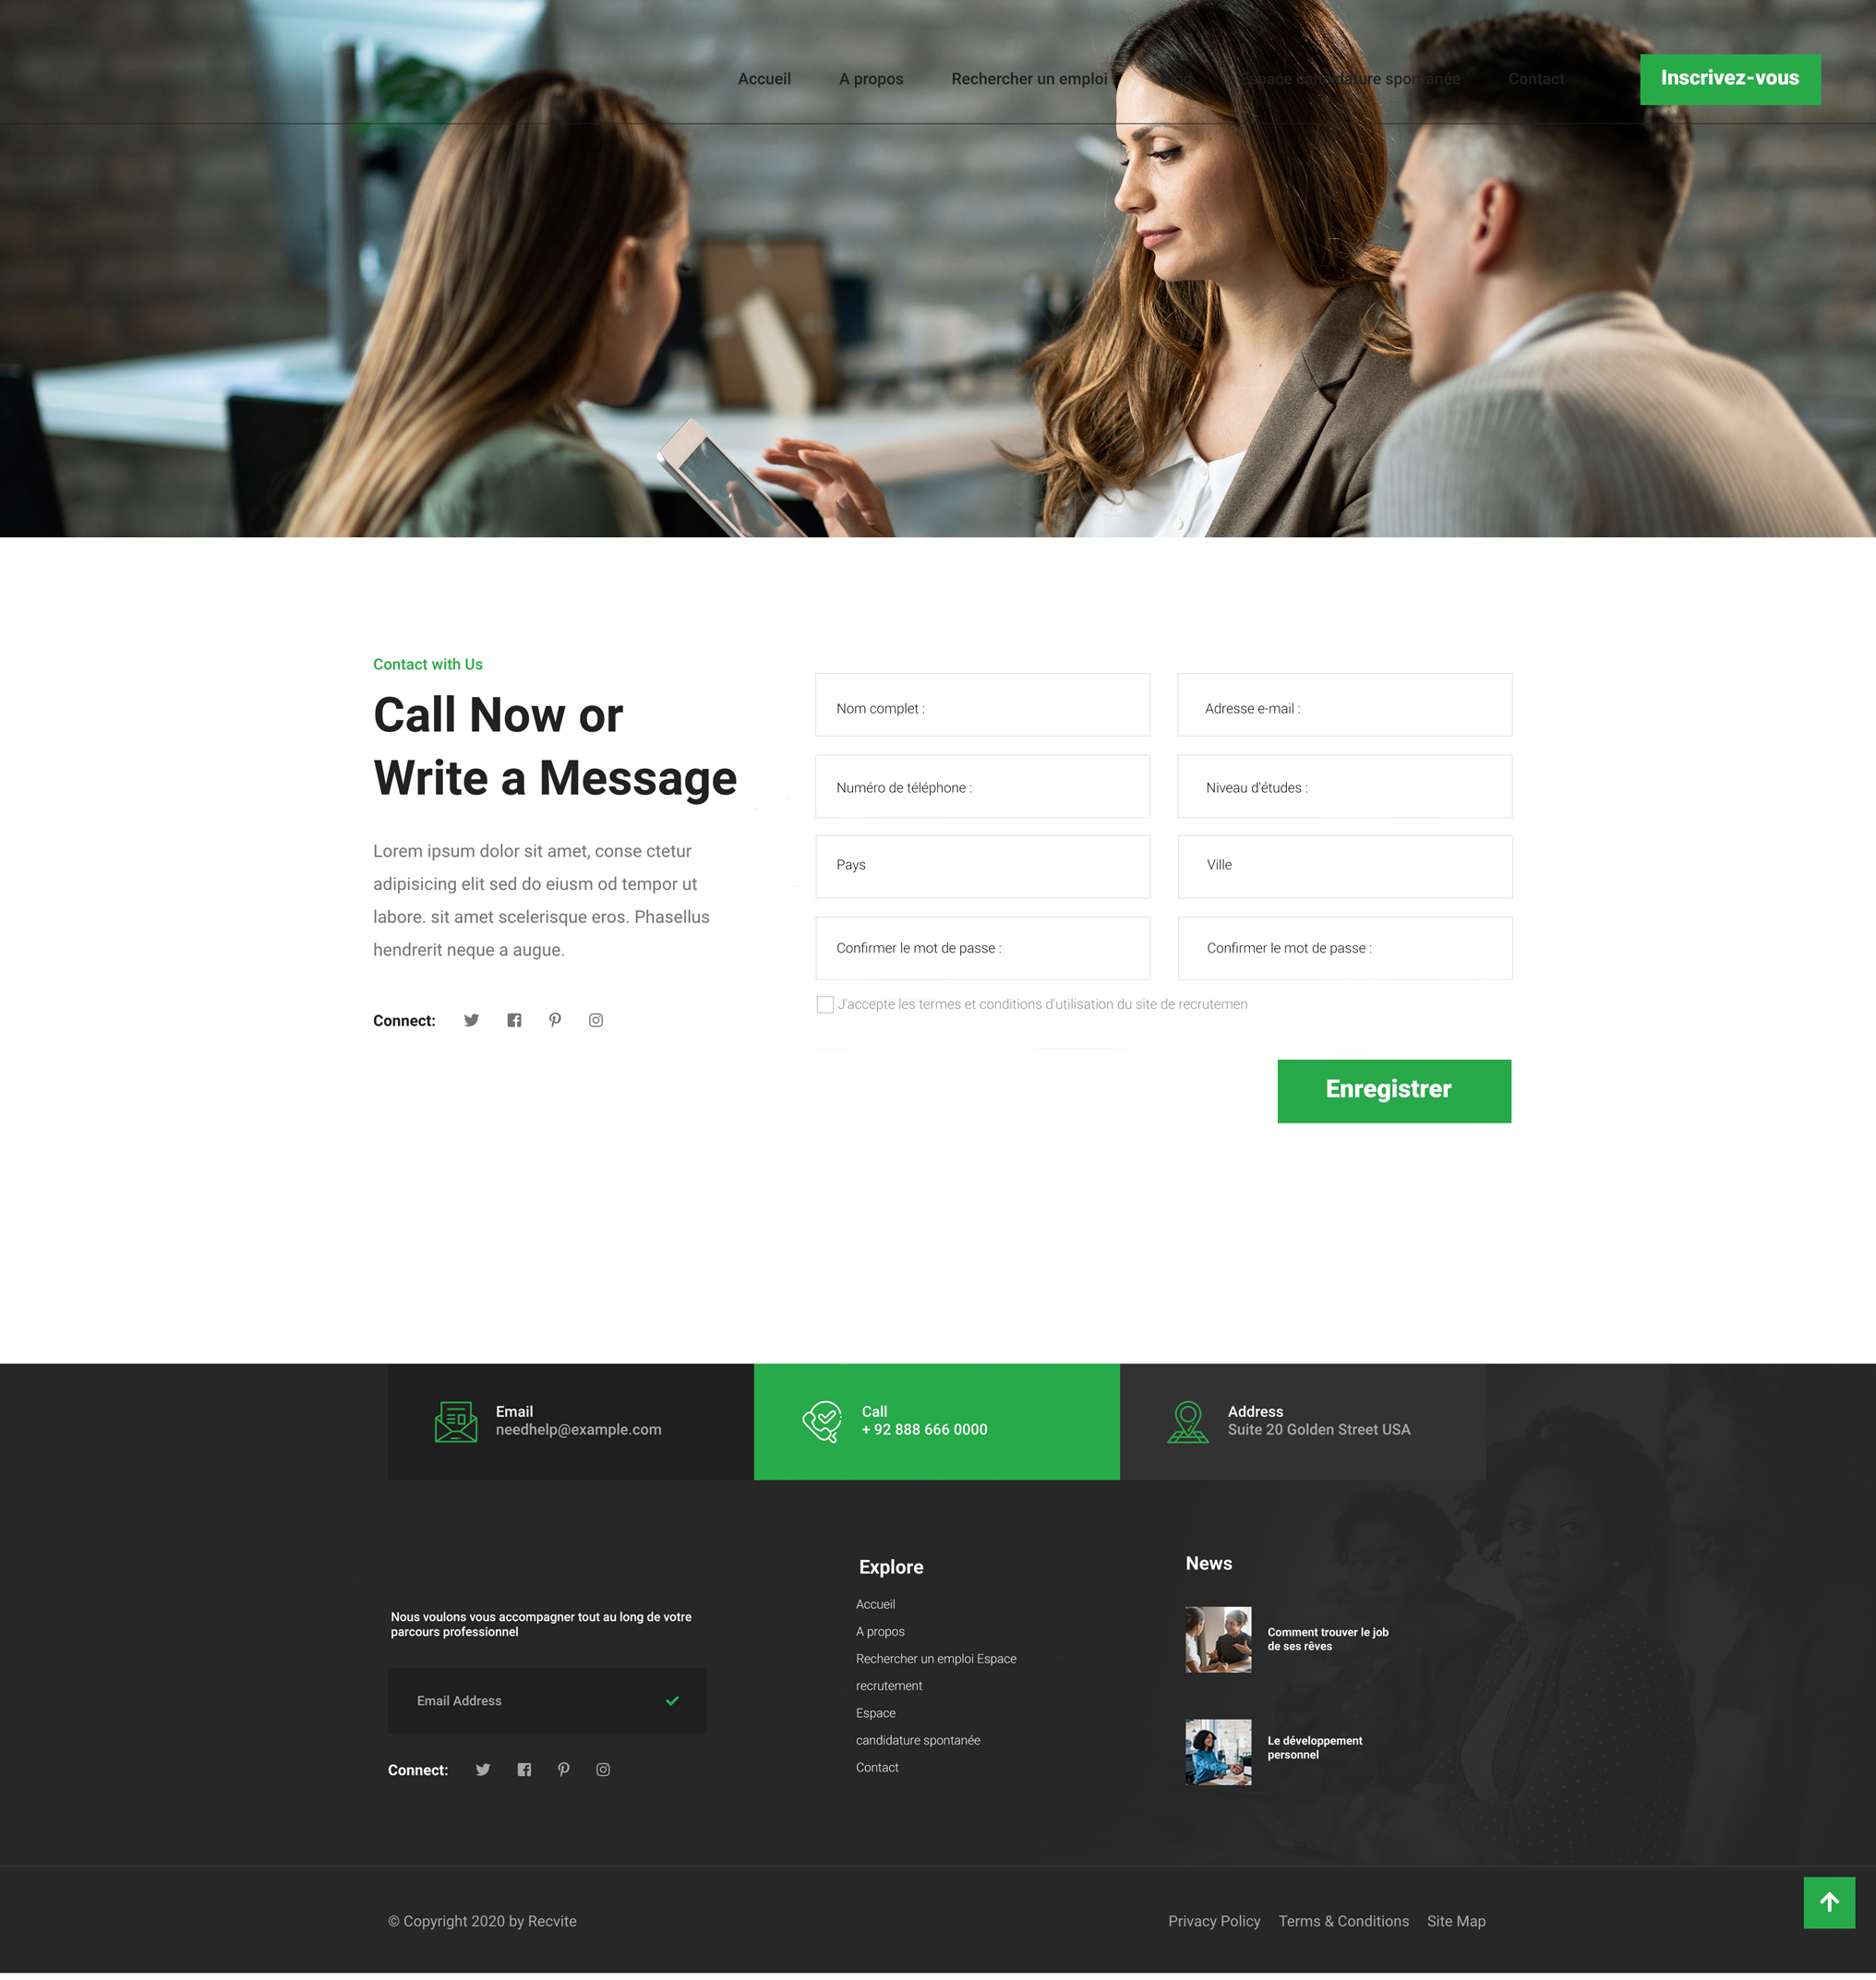 Accueil A propos Rechercher un emploi Espace candidature spontanée Contact Inscrivez-vous
Contact with Us
Call Now or
Write a Message
Lorem ipsum dolor sit amet, conse ctetur
adipisicing elit sed do eiusm od tempor ut
labore. sit amet scelerisque eros. Phasellus
hendrerit neque a augue.
Connect:
Nom complet : Adresse e-mail :
Numéro de téléphone : Niveau d'études :
Pays Ville
Confirmer le mot de passe : Confirmer le mot de passe :
J'accepte les termes et conditions d'utilisation du site de recrutemen
Enregistrer
Email
needhelp@example.com
Call
+ 92 888 666 0000
Address
Suite 20 Golden Street USA
Nous voulons vous accompagner tout au long de votre
parcours professionnel
Email Address
Connect:
Explore
Accueil
A propos
Rechercher un emploi Espace
recrutement
Espace
candidature spontanée
Contact
News
Comment trouver le job
de ses rêves
Le développement
personnel
© Copyright 2020 by Recvite
Privacy Policy Terms & Conditions Site Map